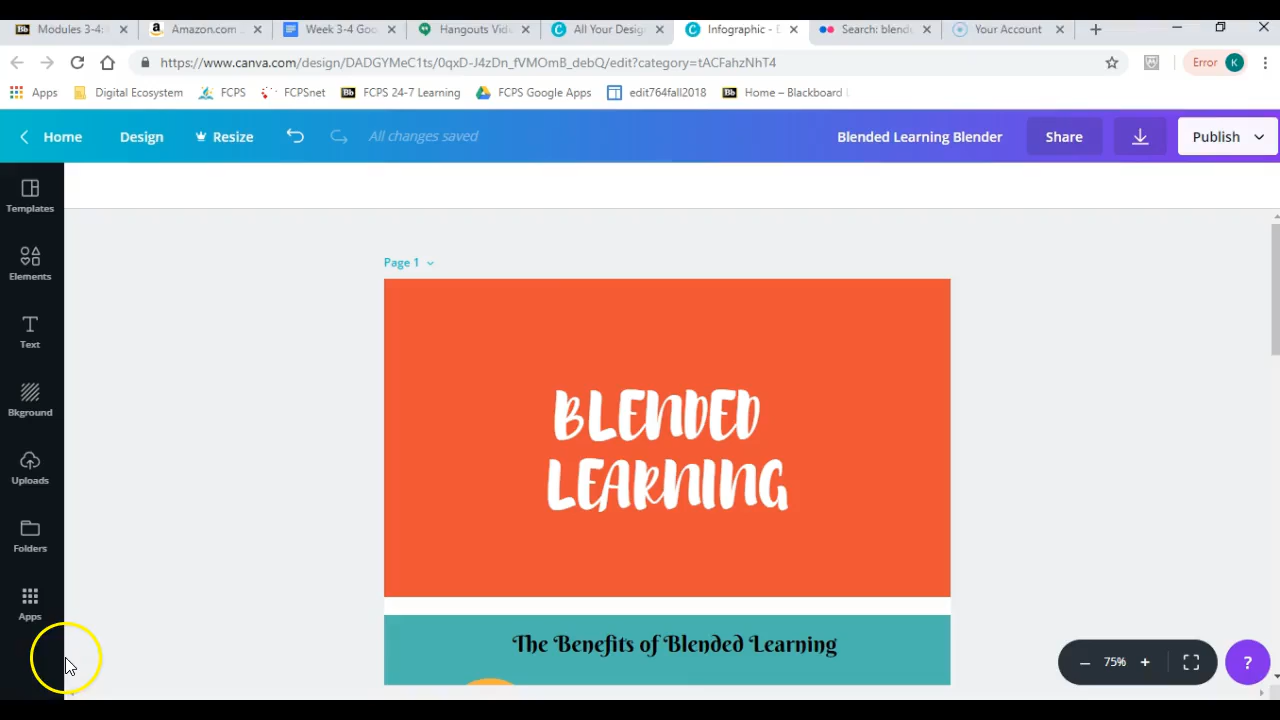 Modules 3-4:
Amazon.com
Week 3-4 Goo
Hangouts Vide
All Your Desig
Infographic - B
Search: blende
Your Account
https://www.canva.com/design/DADGYMeC1ts/0qxD-J4zDn_fVMOmB_debQ/edit?category=tACFahzNhT4
Error K
Apps
Digital Ecosystem
FCPS
FCPSnet
Bb FCPS 24-7 Learning
FCPS Google Apps
edit764fall2018
Bb Home – Blackboard L
Home
Design
Resize
All changes saved
Blended Learning Blender
Share
Publish
Templates
Elements
Text
Bkground
Uploads
Folders
Apps
Page 1
BLENDED
LEARNING
The Benefits of Blended Learning
75%
?